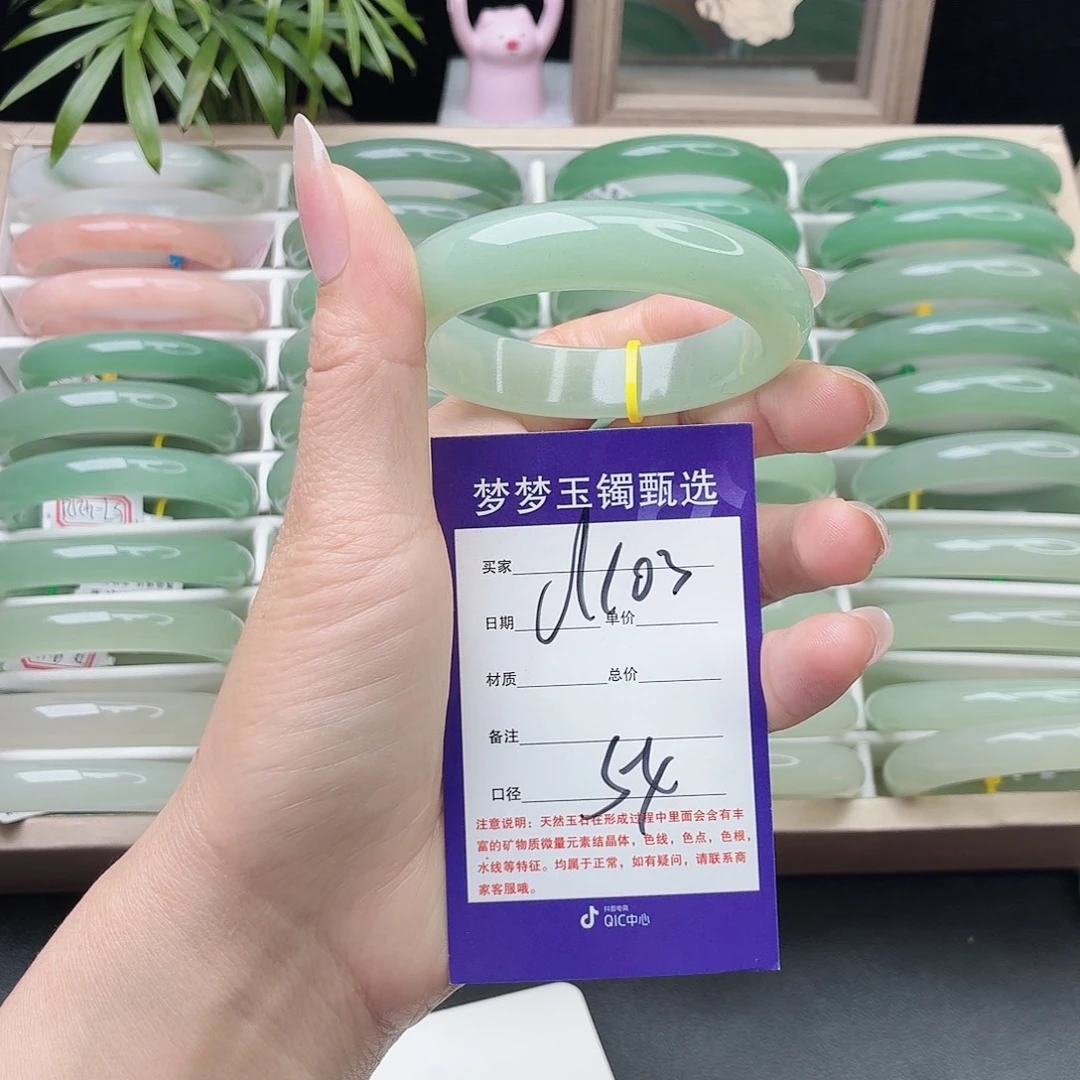 梦梦玉镯甄选
买家
A103
日期 单价
材质 总价
备注
54
口径
注意说明：天然玉石在形成过程中里面会含有丰
富的矿物质微量元素结晶体，色线，色点，色根，
水线等特征。均属于正常，如有疑问，请联系商
家客服哦。
抖音电商
QIC中心